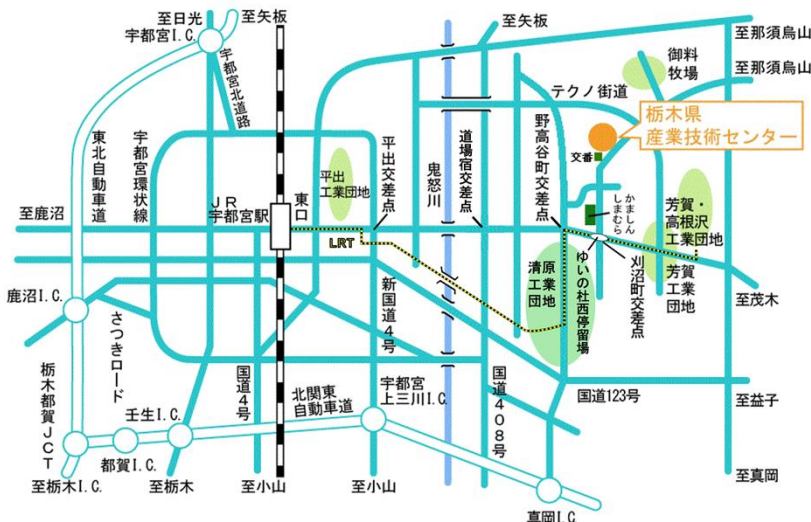 至日光
至矢板
宇都宮I.C.
至矢板
至那須烏山
御料
牧場
至那須烏山
宇都宮北道路
テクノ街道
栃木県
産業技術センター
東北自動車道
宇都宮環状線
平出交差点
鬼怒川
道場宿交差点
野高谷町交差点
交番
平出
工業団地
JR
宇都宮駅
東口
かましん
しまむら
芳賀・
高根沢
工業団地
至鹿沼
LRT
清原
工業
団地
ゆいの杜西停留場
刈沼町交差点
芳賀
工業
団地
新国道4号
鹿沼I.C.
至茂木
さつきロード
栃木都賀JCT
国道4号
北関東
自動車道
宇都宮
上三川I.C.
国道408号
国道123号
至益子
壬生I.C.
都賀I.C.
至栃木I.C.
至栃木
至小山
至小山
至真岡
真岡I.C